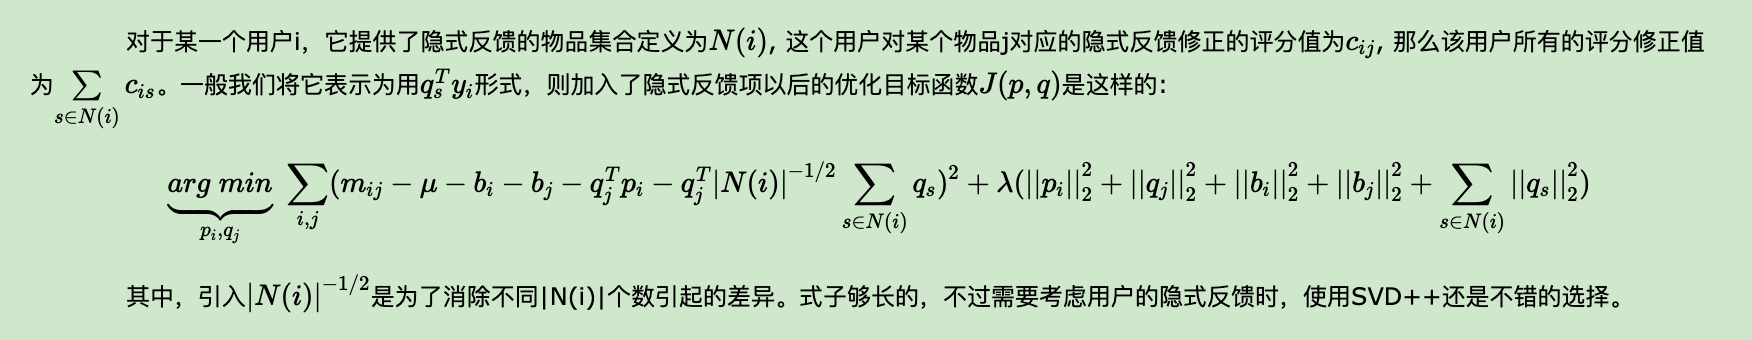 对于某一个用户i，它提供了隐式反馈的物品集合定义为$N(i)$, 这个用户对某个物品j对应的隐式反馈修正的评分值为$c_{ij}$, 那么该用户所有的评分修正值
为$\sum\limits_{s \in N(i)} c_{is}$。一般我们将它表示为用$q_s^T y_i$形式，则加入了隐式反馈项以后的优化目标函数$J(p,q)$是这样的：
$\underbrace{arg\ min}_{p_i,q_j} \sum\limits_{i,j} (m_{ij} - \mu - b_i - b_j - q_j^T p_i - q_j^T |N(i)|^{-1/2} \sum\limits_{s \in N(i)} q_s)^2 + \lambda(||p_i||_2^2 + ||q_j||_2^2 + ||b_i||_2^2 + ||b_j||_2^2 + \sum\limits_{s \in N(i)} ||q_s||_2^2)$
其中，引入$|N(i)|^{-1/2}$是为了消除不同|N(i)|个数引起的差异。式子够长的，不过需要考虑用户的隐式反馈时，使用SVD++还是不错的选择。